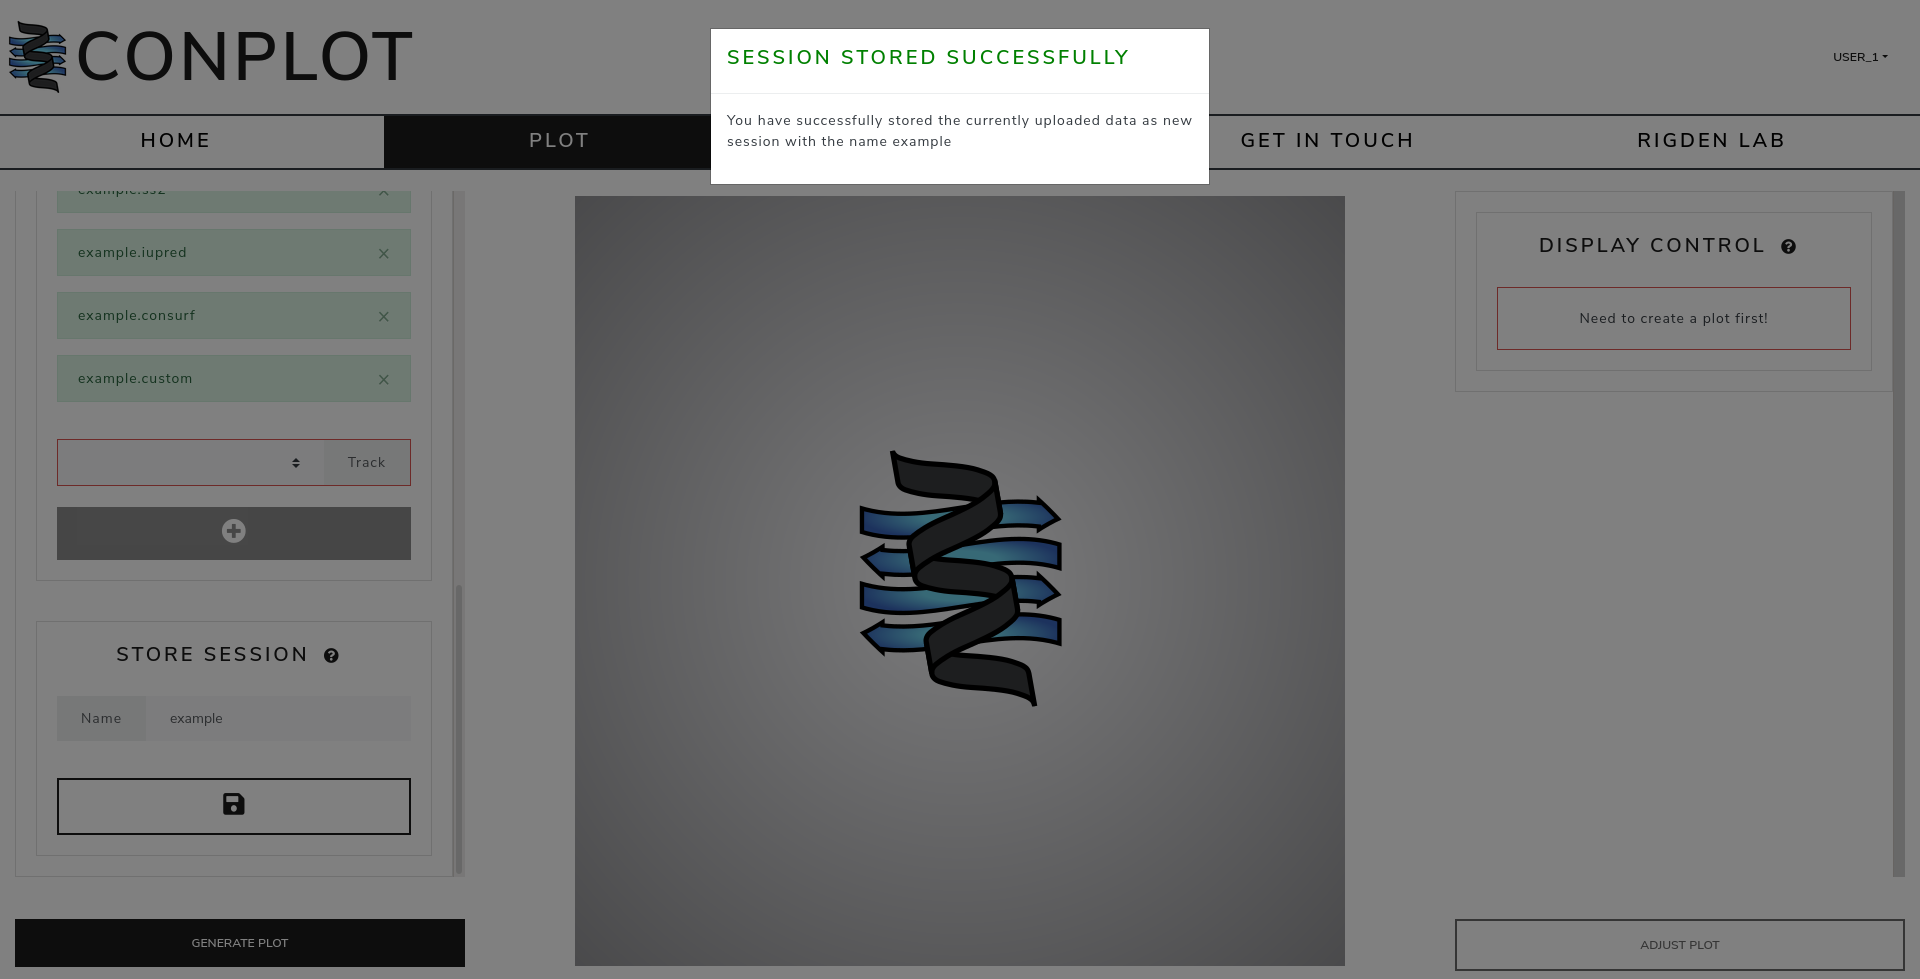 CONPLOT
SESSION STORED SUCCESSFULLY
You have successfully stored the currently uploaded data as new
session with the name example
USER_1
HOME
PLOT
GET IN TOUCH
RIGDEN LAB
example.ss2
example.iupred
example.consurf
example.custom
Track
STORE SESSION
Name
example
GENERATE PLOT
DISPLAY CONTROL
Need to create a plot first!
ADJUST PLOT